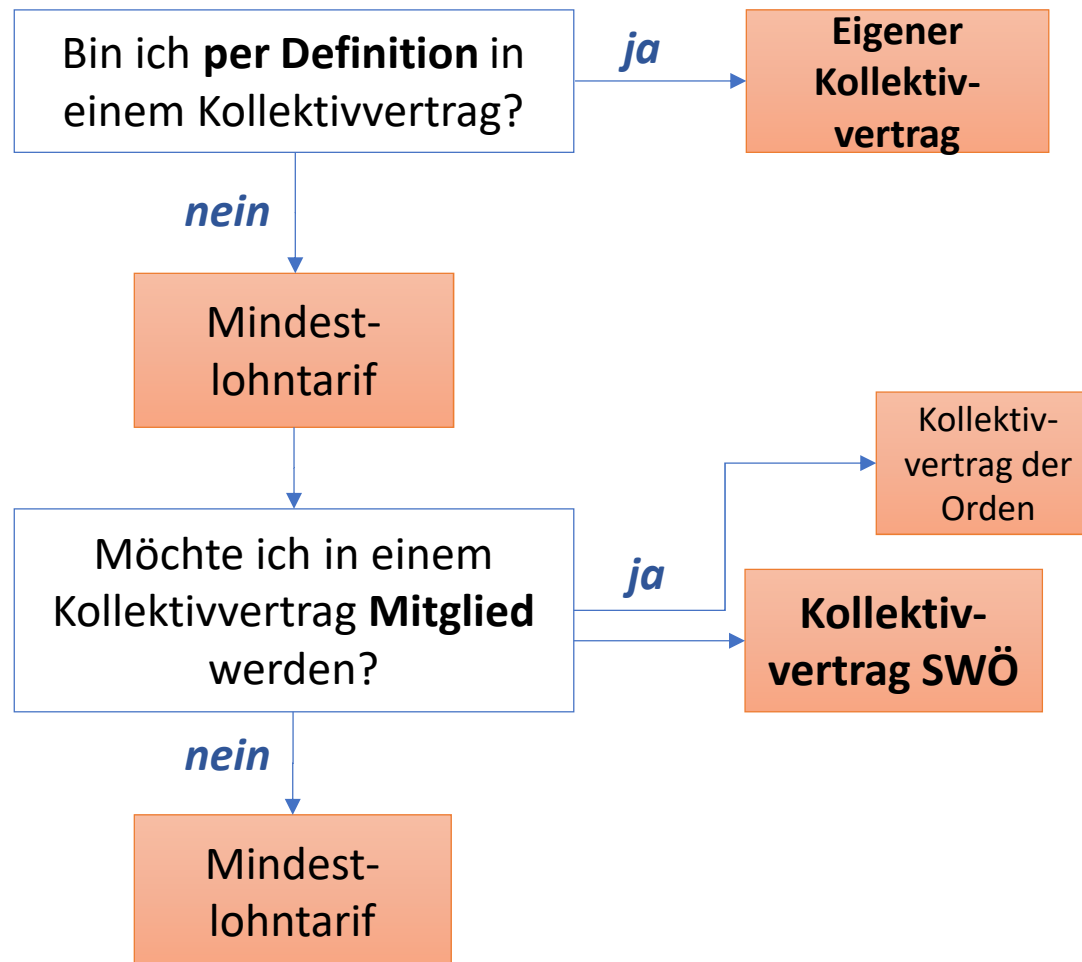 Bin ich per Definition in
einem Kollektivvertrag?
ja
Eigener
Kollektiv-
vertrag
nein
Mindest-
lohntarif
Kollektiv-
vertrag der
Orden
Möchte ich in einem
Kollektivvertrag Mitglied
werden?
ja
Kollektiv-
vertrag SWÖ
nein
Mindest-
lohntarif